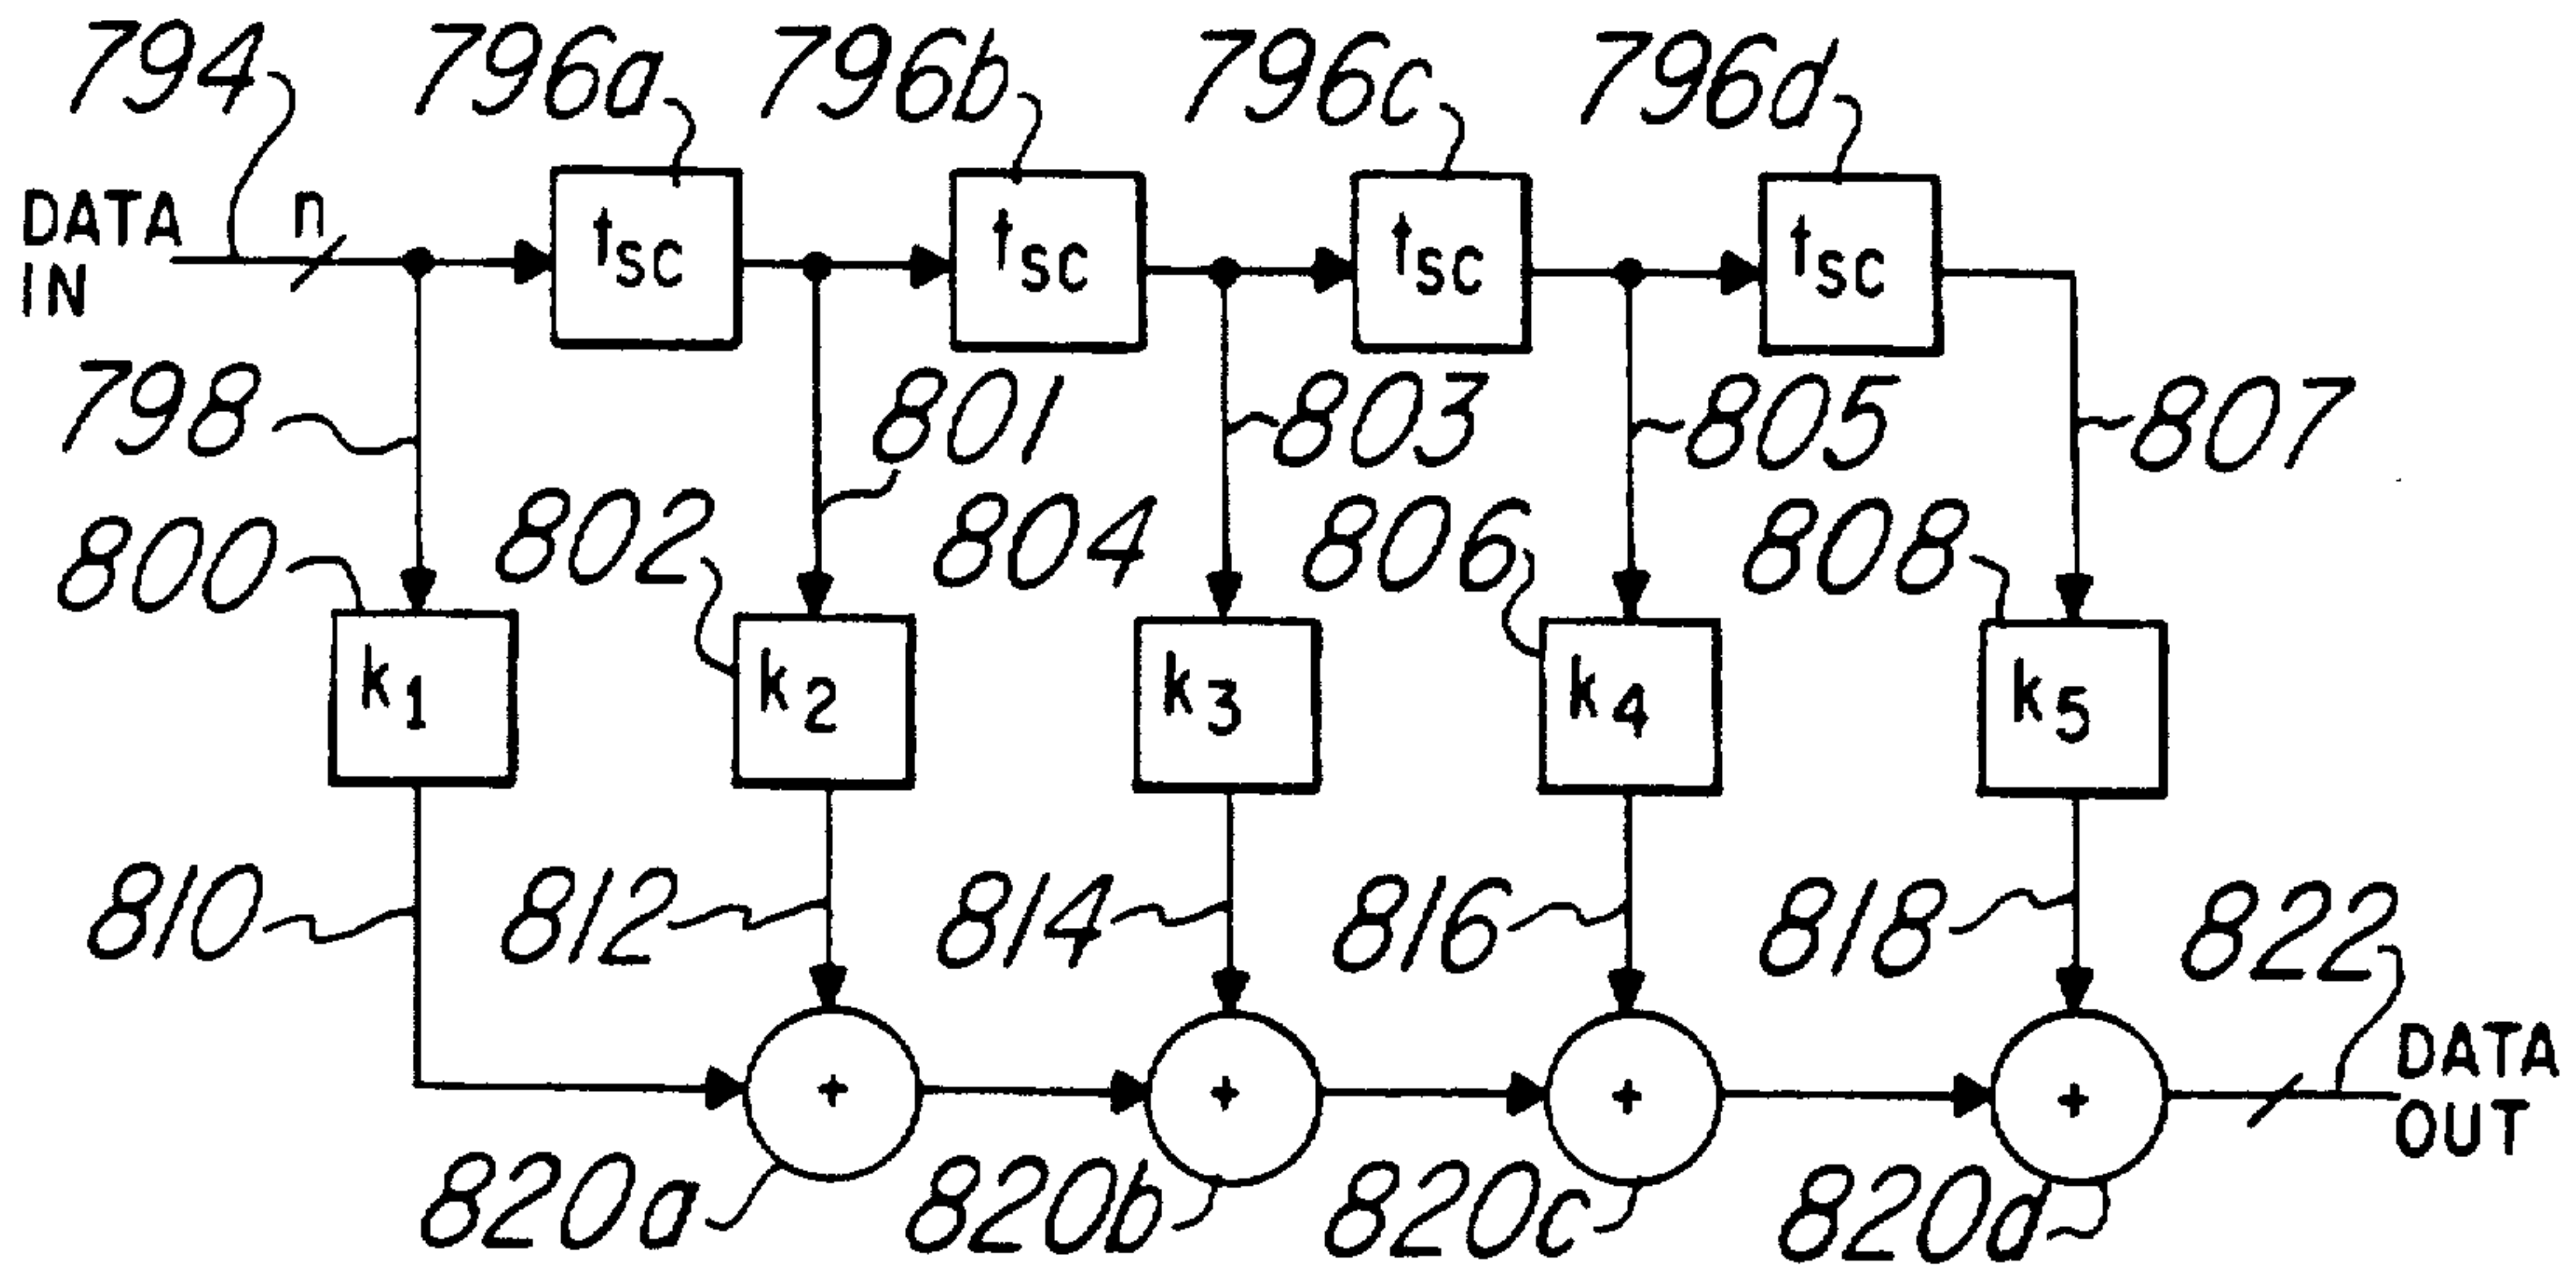 794 796a 796b 796c 796d
DATA IN
n
tSC tSC tSC tSC
798 801 803 805 807
800 802 804 806 808
k1 k2 k3 k4 k5
810 812 814 816 818 822
+ + + +
DATA OUT
820a 820b 820c 820d